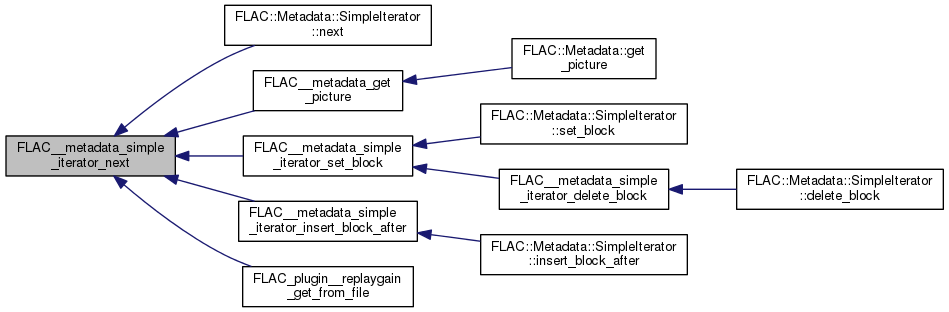 FLAC::Metadata::SimpleIterator
::next
FLAC__metadata_get
_picture
FLAC::Metadata::get
_picture
FLAC__metadata_simple
_iterator_next
FLAC__metadata_simple
_iterator_set_block
FLAC::Metadata::SimpleIterator
::set_block
FLAC__metadata_simple
_iterator_delete_block
FLAC::Metadata::SimpleIterator
::delete_block
FLAC__metadata_simple
_iterator_insert_block_after
FLAC::Metadata::SimpleIterator
::insert_block_after
FLAC_plugin__replaygain
_get_from_file